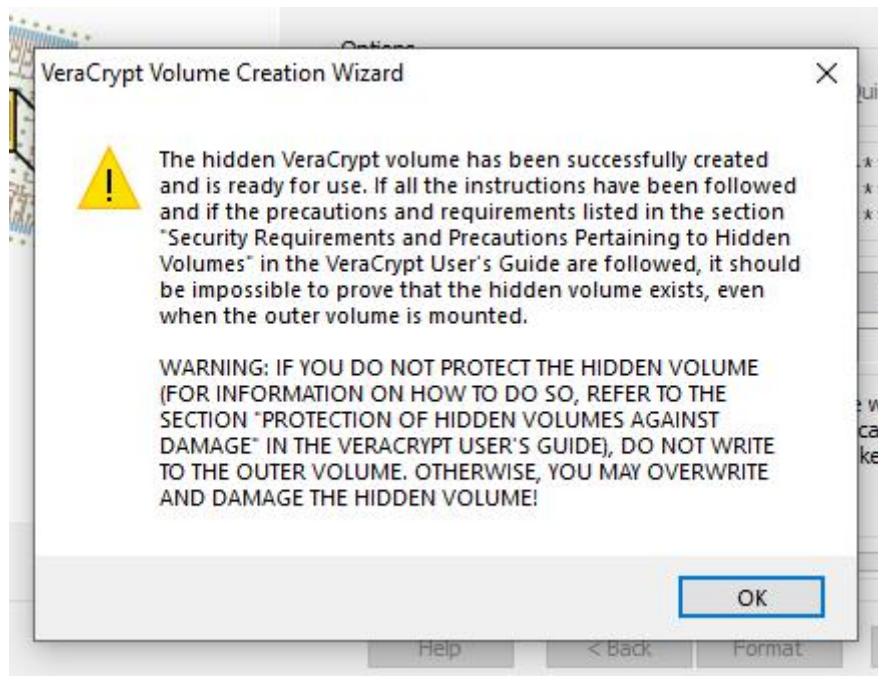 Options
VeraCrypt Volume Creation Wizard
The hidden VeraCrypt volume has been successfully created
and is ready for use. If all the instructions have been followed
and if the precautions and requirements listed in the section
"Security Requirements and Precautions Pertaining to Hidden
Volumes" in the VeraCrypt User's Guide are followed, it should
be impossible to prove that the hidden volume exists, even
when the outer volume is mounted.
WARNING: IF YOU DO NOT PROTECT THE HIDDEN VOLUME
(FOR INFORMATION ON HOW TO DO SO, REFER TO THE
SECTION "PROTECTION OF HIDDEN VOLUMES AGAINST
DAMAGE" IN THE VERACRYPT USER'S GUIDE), DO NOT WRITE
TO THE OUTER VOLUME. OTHERWISE, YOU MAY OVERWRITE
AND DAMAGE THE HIDDEN VOLUME!
OK
Help < Back Format